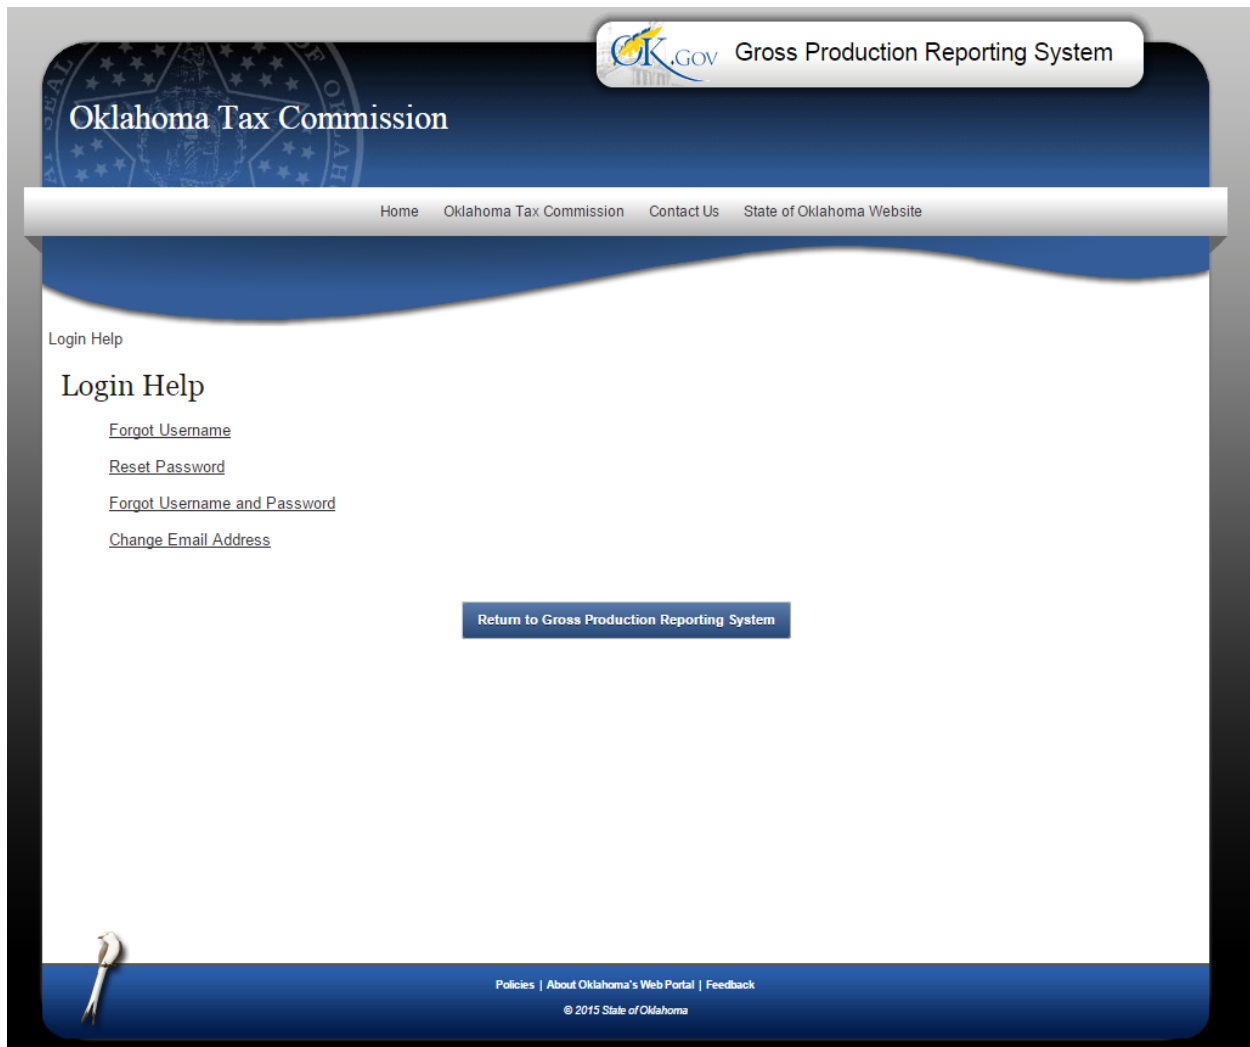 OK.GOV Gross Production Reporting System
Oklahoma Tax Commission
Home Oklahoma Tax Commission Contact Us State of Oklahoma Website
Login Help
Login Help
Forgot Username
Reset Password
Forgot Username and Password
Change Email Address
Return to Gross Production Reporting System
Policies | About Oklahoma's Web Portal | Feedback
© 2015 State of Oklahoma